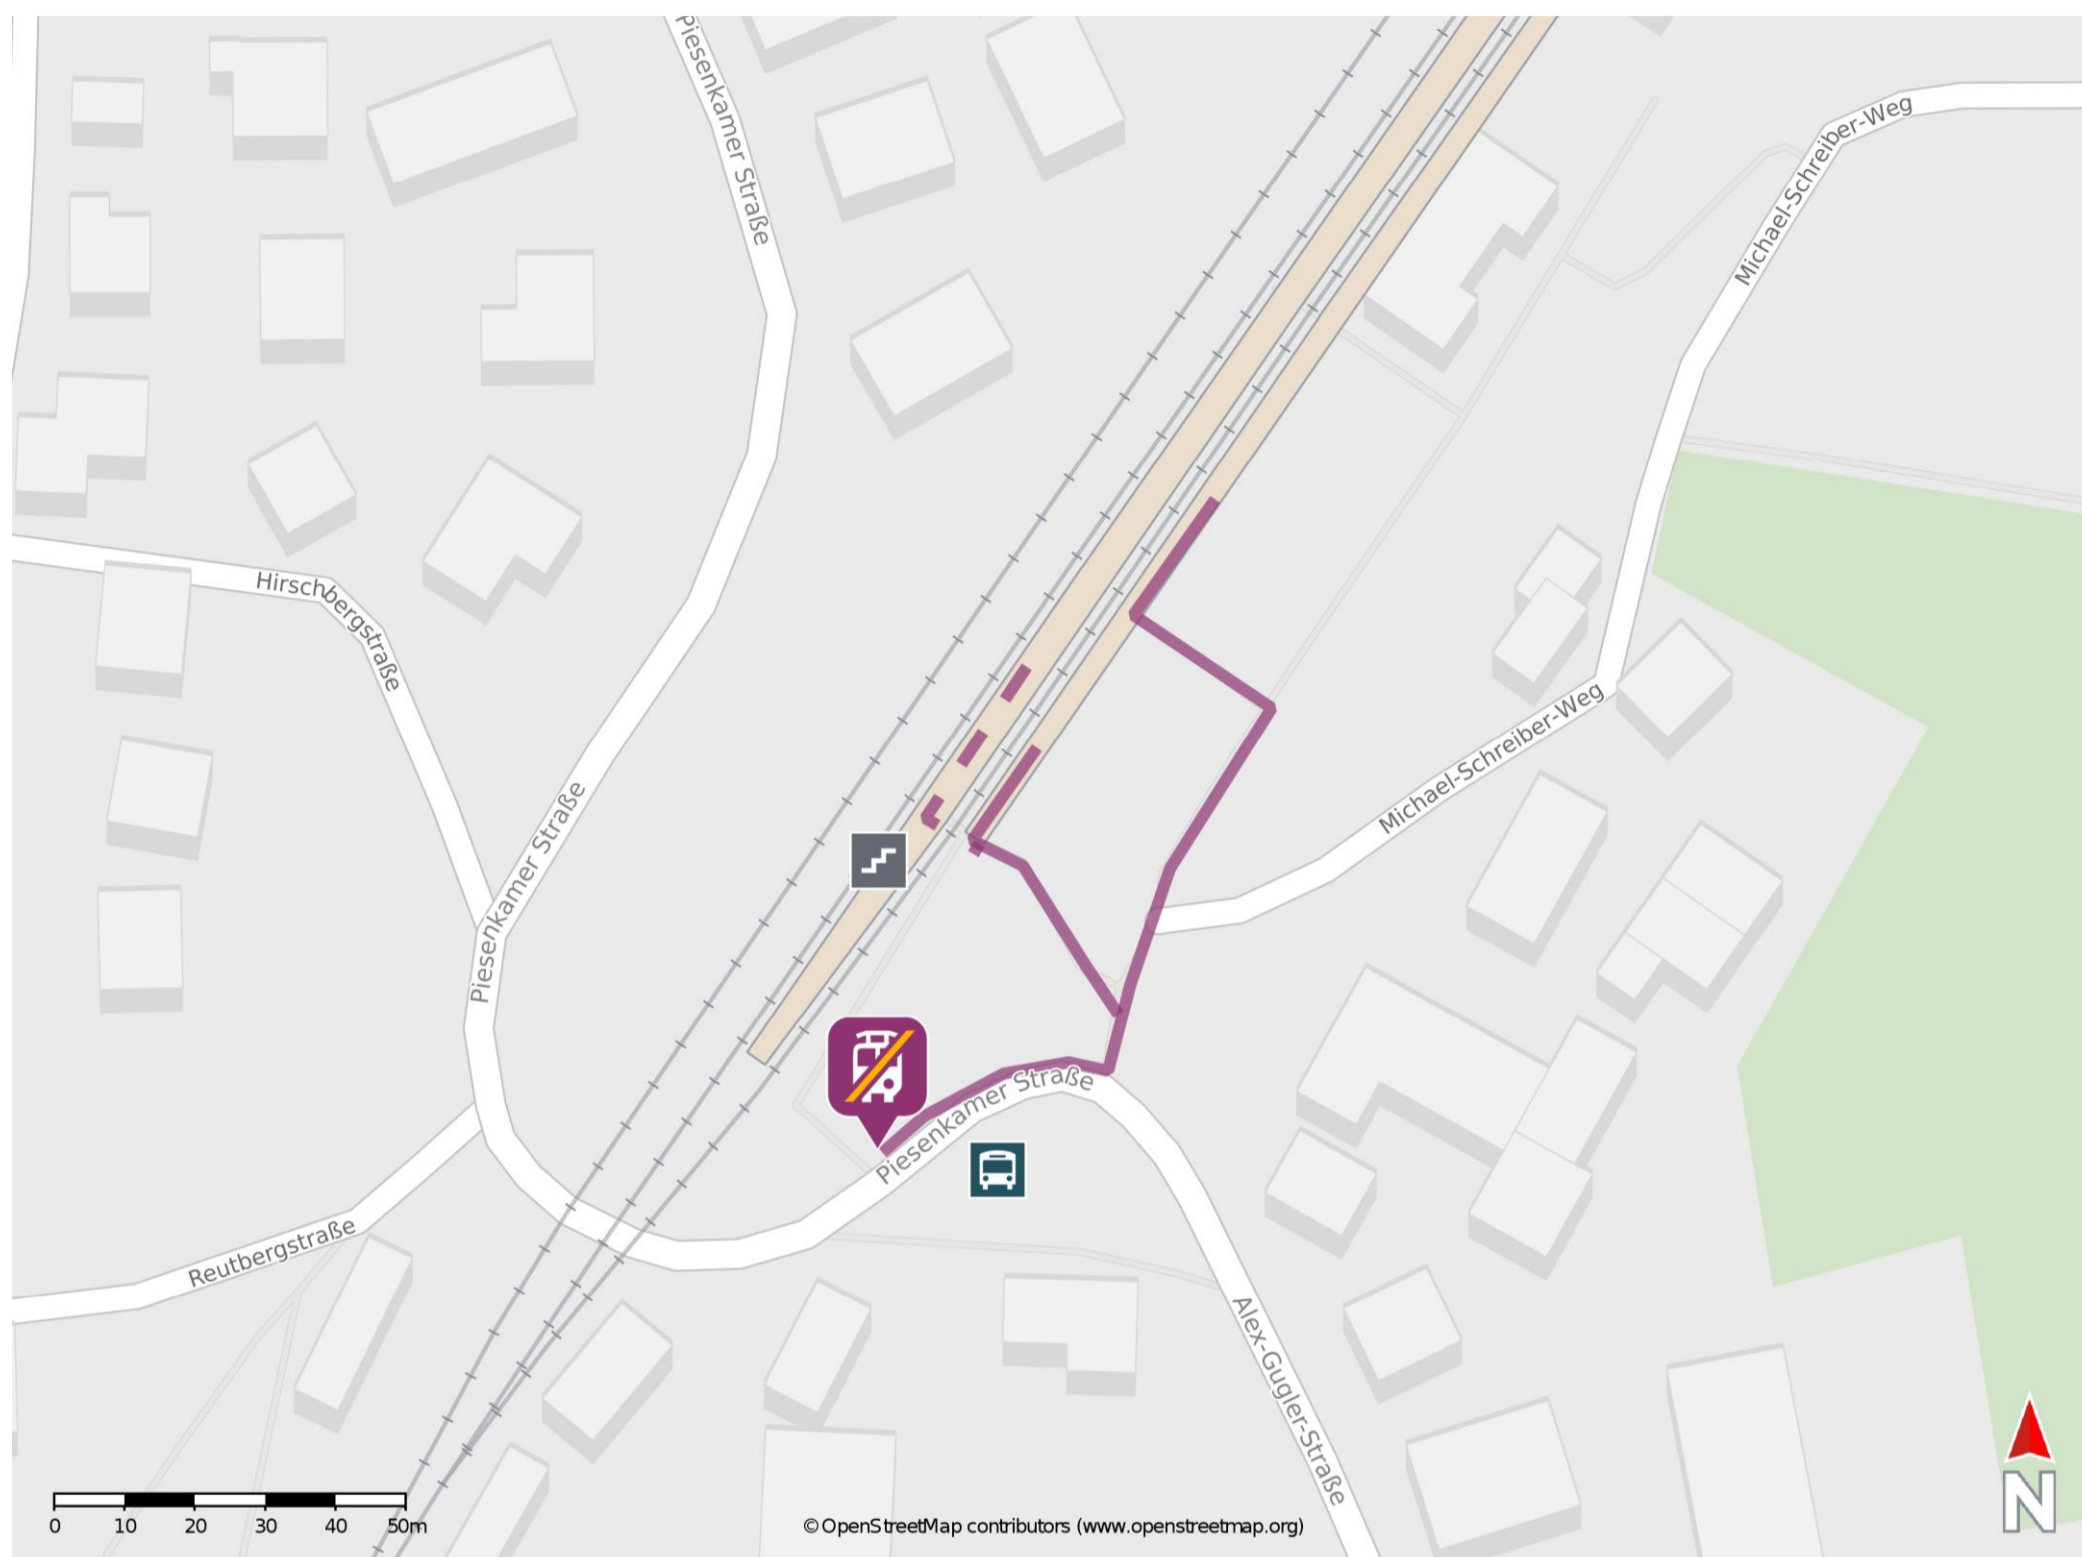 Piesenkamer Straße
Michael-Schreiber-Weg
Hirschbergstraße
Michael-Schreiber-Weg
Piesenkamer Straße
Piesenkamer Straße
Reutbergstraße
Alex-Gugler-Straße
N
0 10 20 30 40 50m
© OpenStreetMap contributors (www.openstreetmap.org)